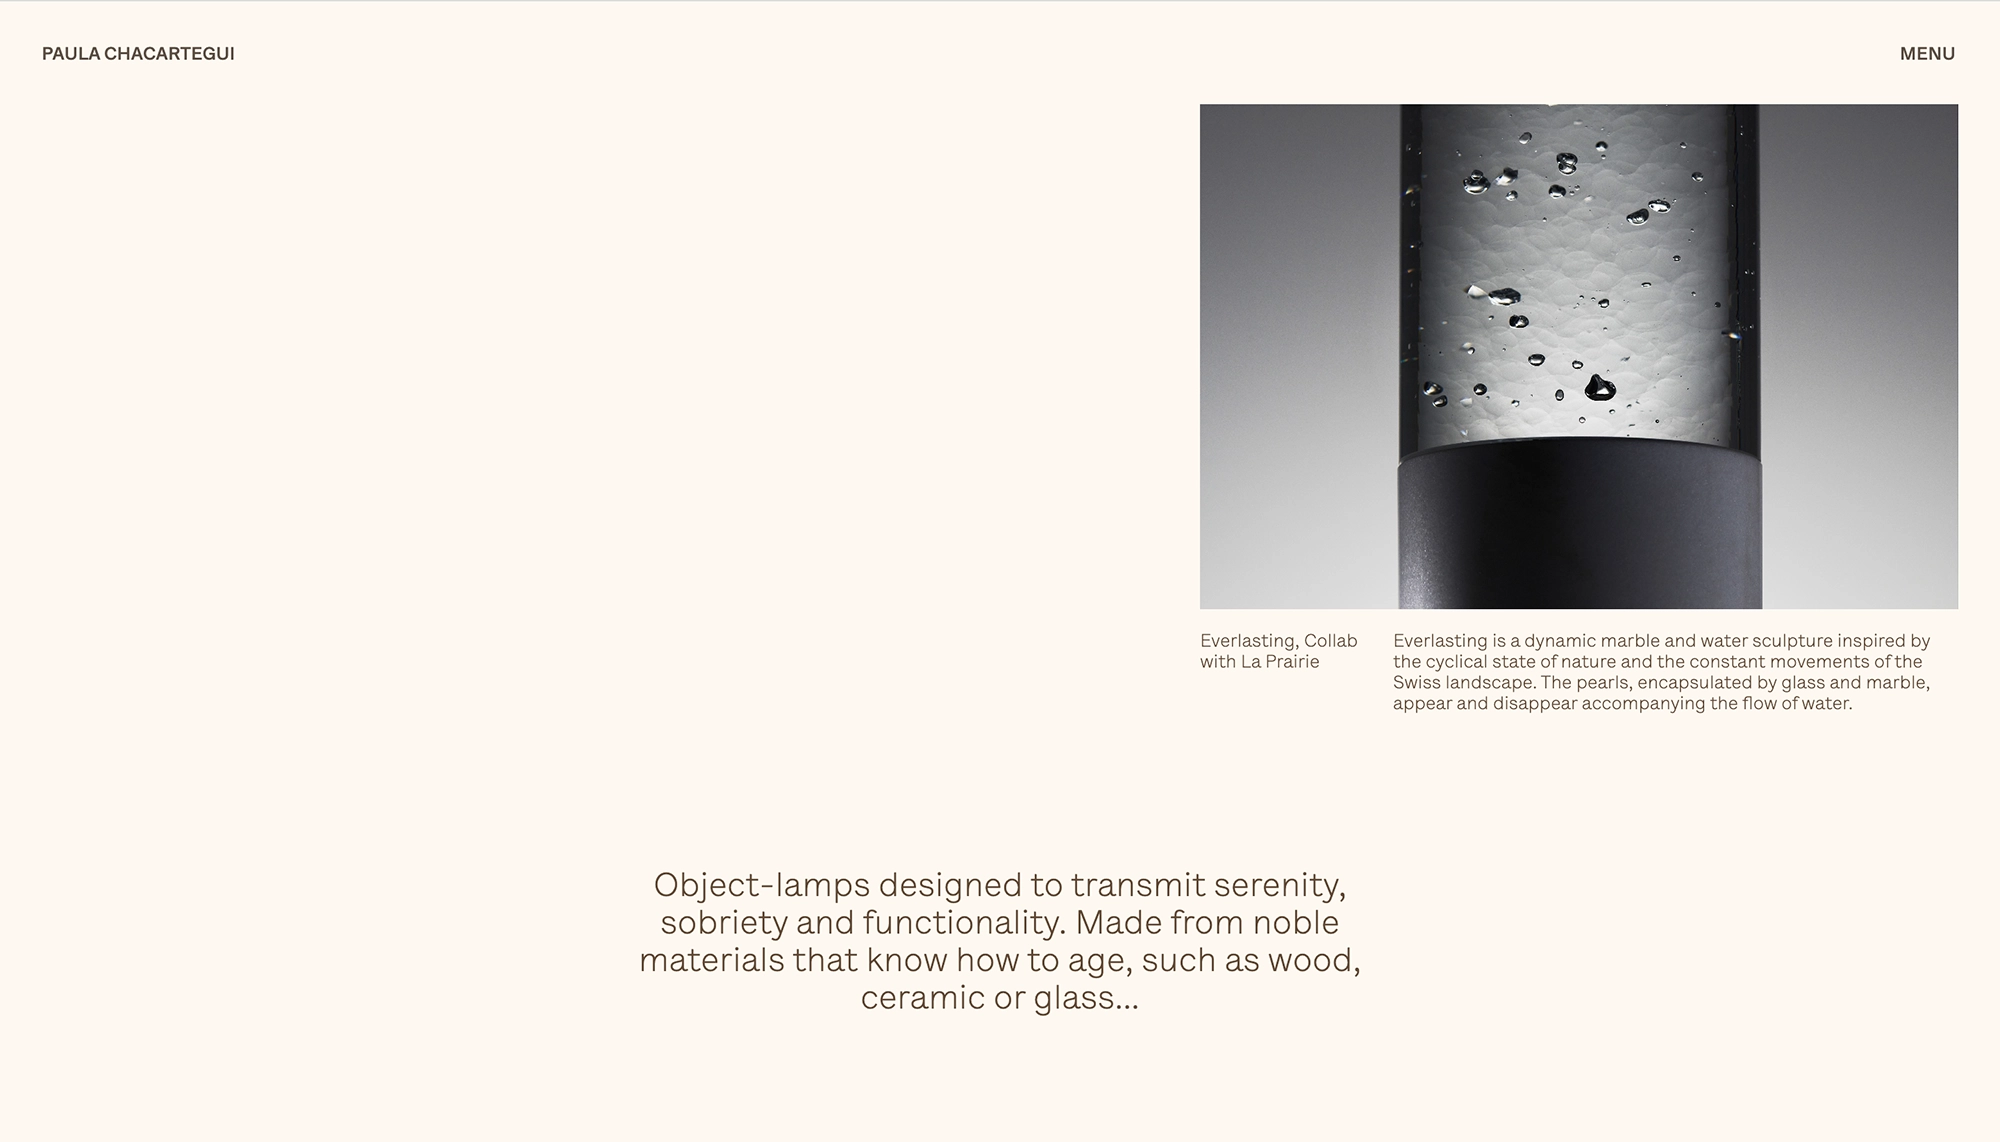 PAULA CHACARTEGUI
MENU
Everlasting, Collab
with La Prairie
Everlasting is a dynamic marble and water sculpture inspired by
the cyclical state of nature and the constant movements of the
Swiss landscape. The pearls, encapsulated by glass and marble,
appear and disappear accompanying the flow of water.
Object-lamps designed to transmit serenity,
sobriety and functionality. Made from noble
materials that know how to age, such as wood,
ceramic or glass...